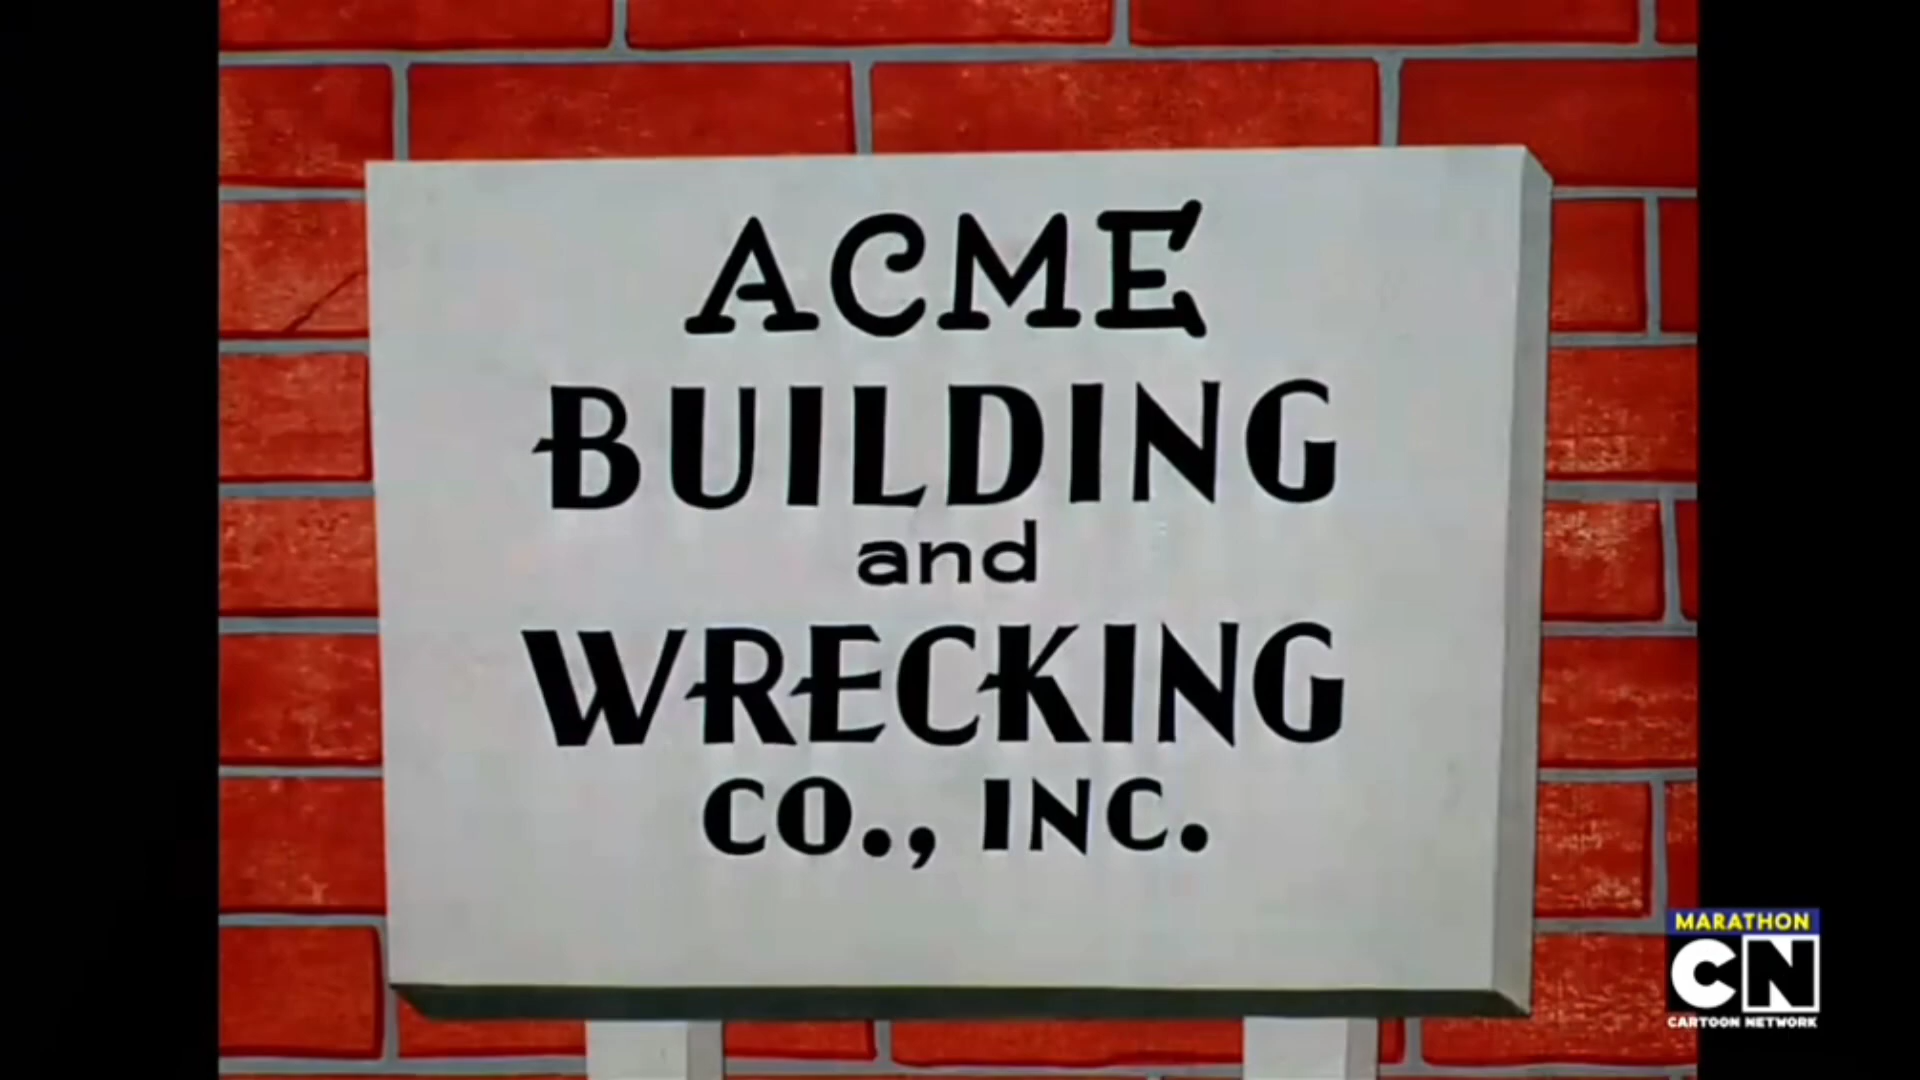 ACME
BUILDING
and
WRECKING
CO., INC.
MARATHON
CN
CARTOON NETWORK